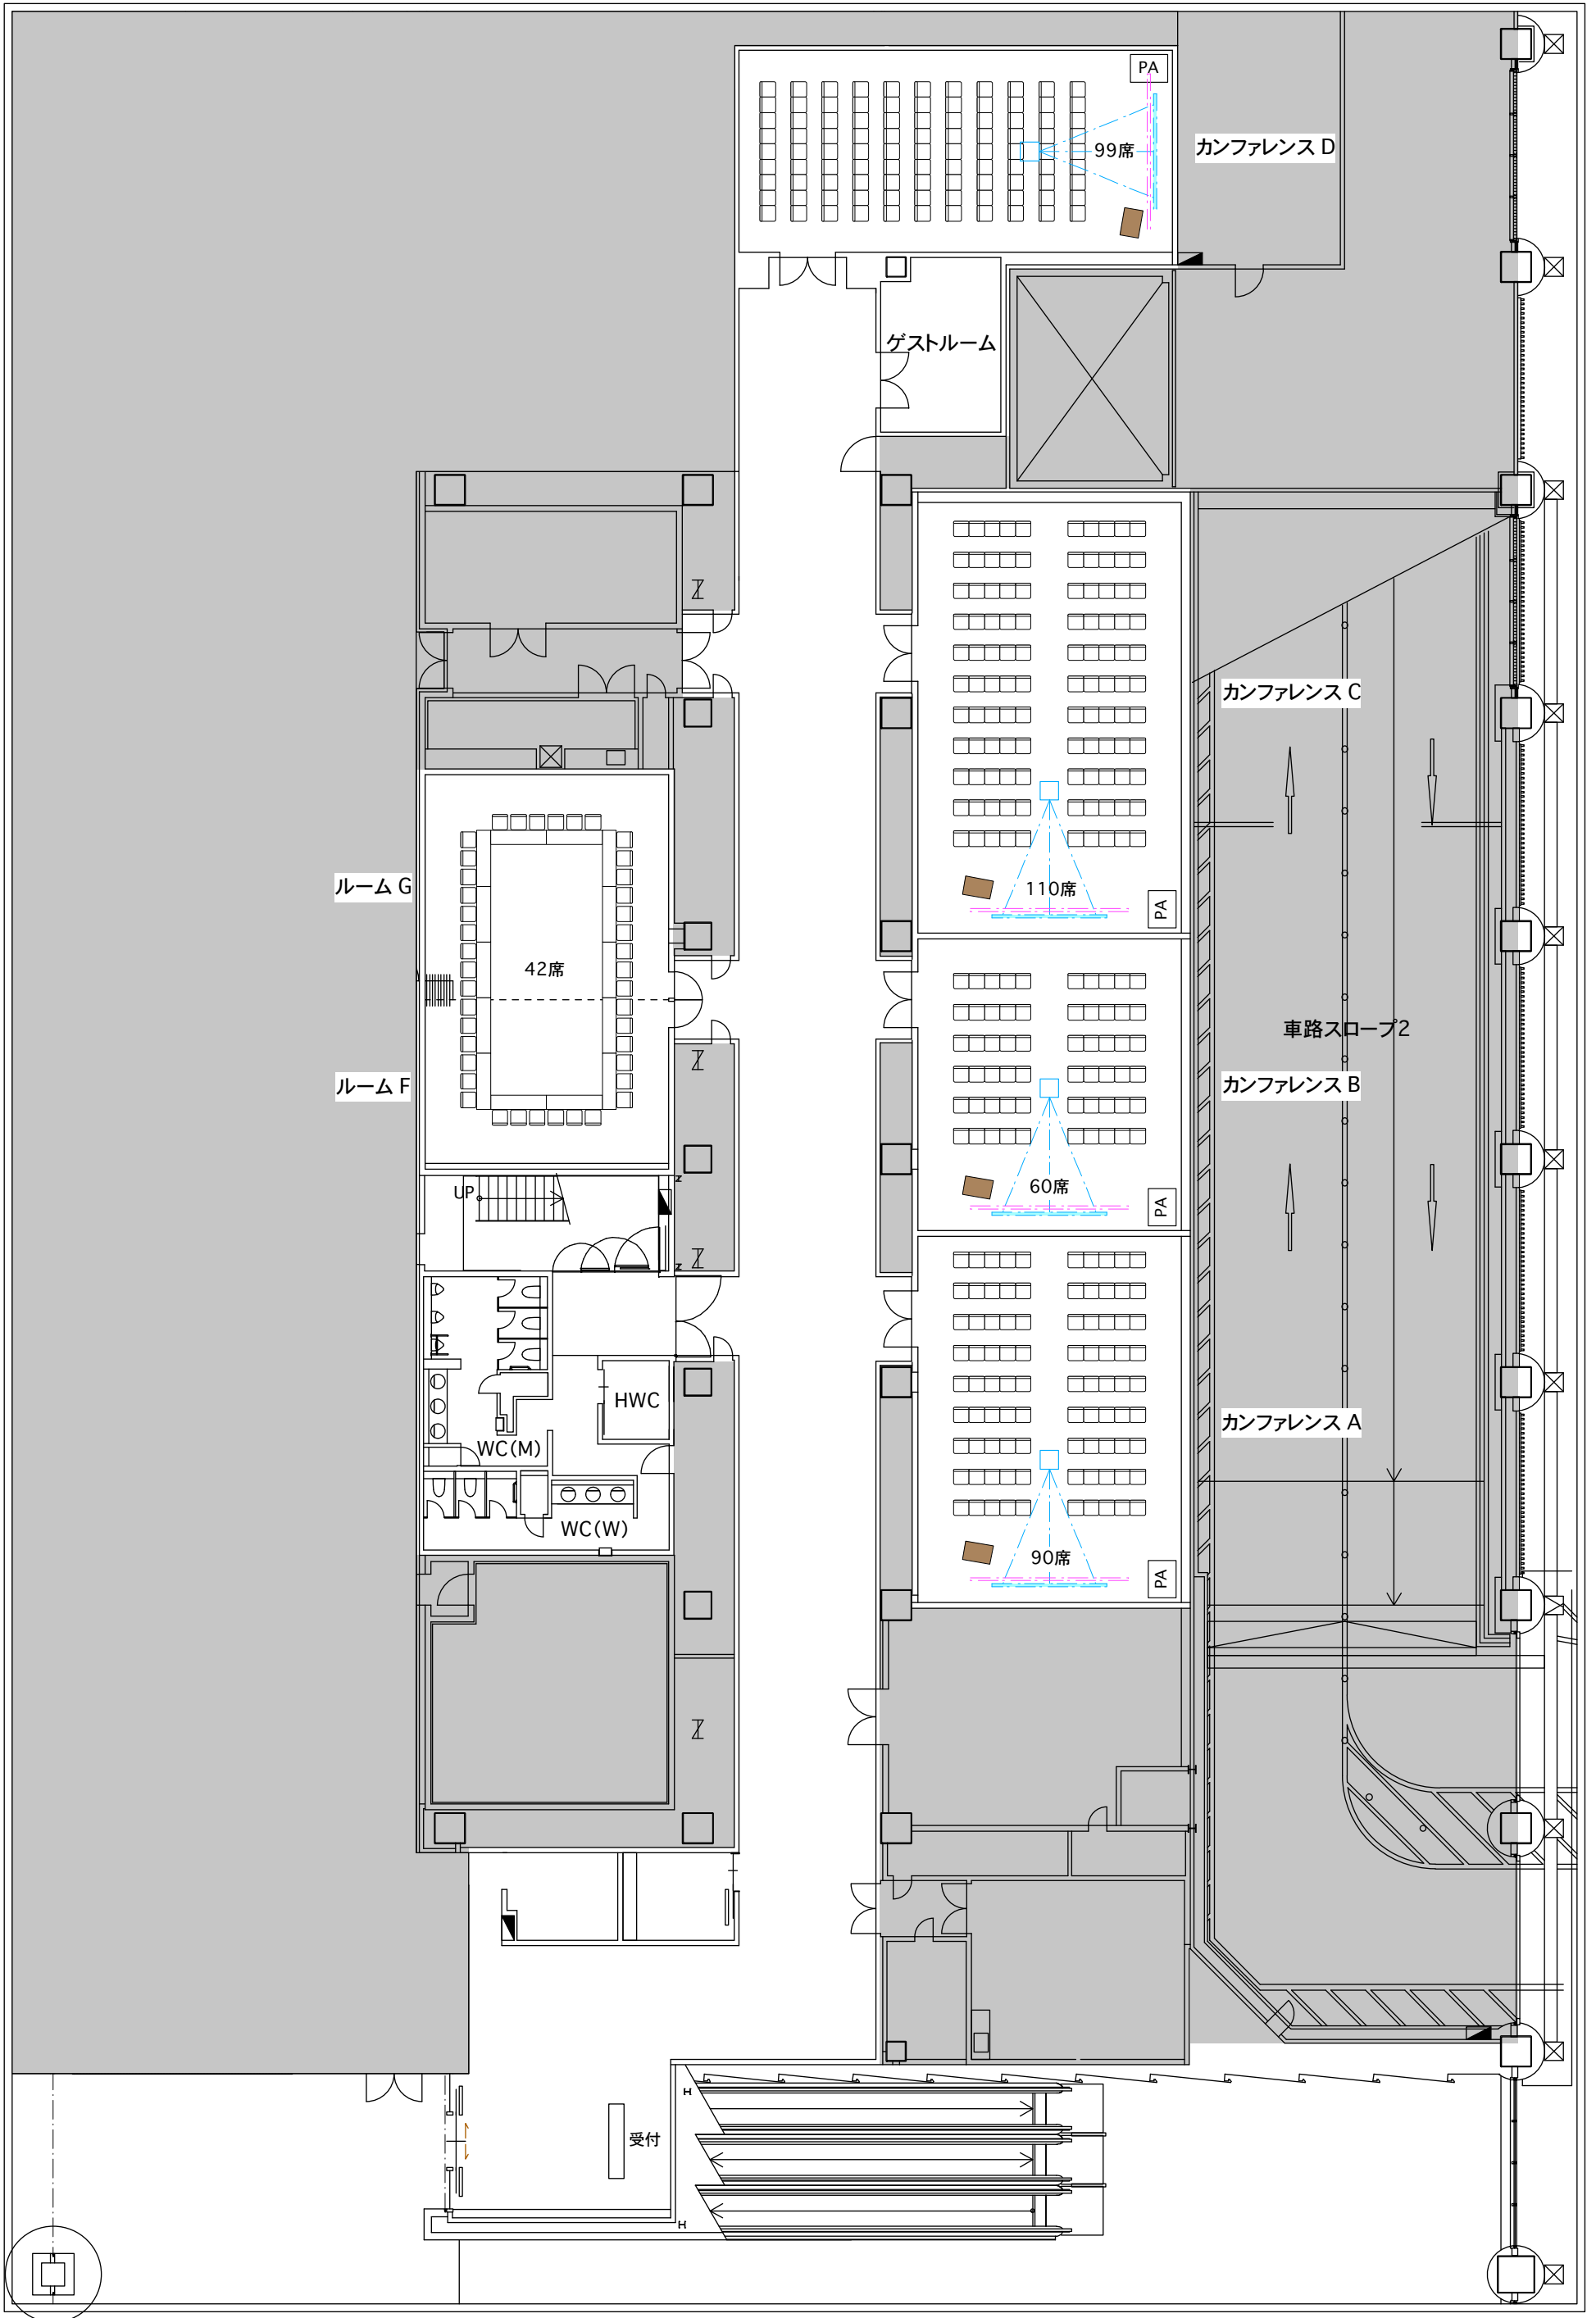 PA
99席
カンファレンス D
ゲストルーム
カンファレンス C
ルーム G
110席
PA
42席
車路スロープ2
ルーム F
カンファレンス B
UP
60席
PA
HWC
カンファレンス A
WC(M)
WC(W)
90席
PA
受付